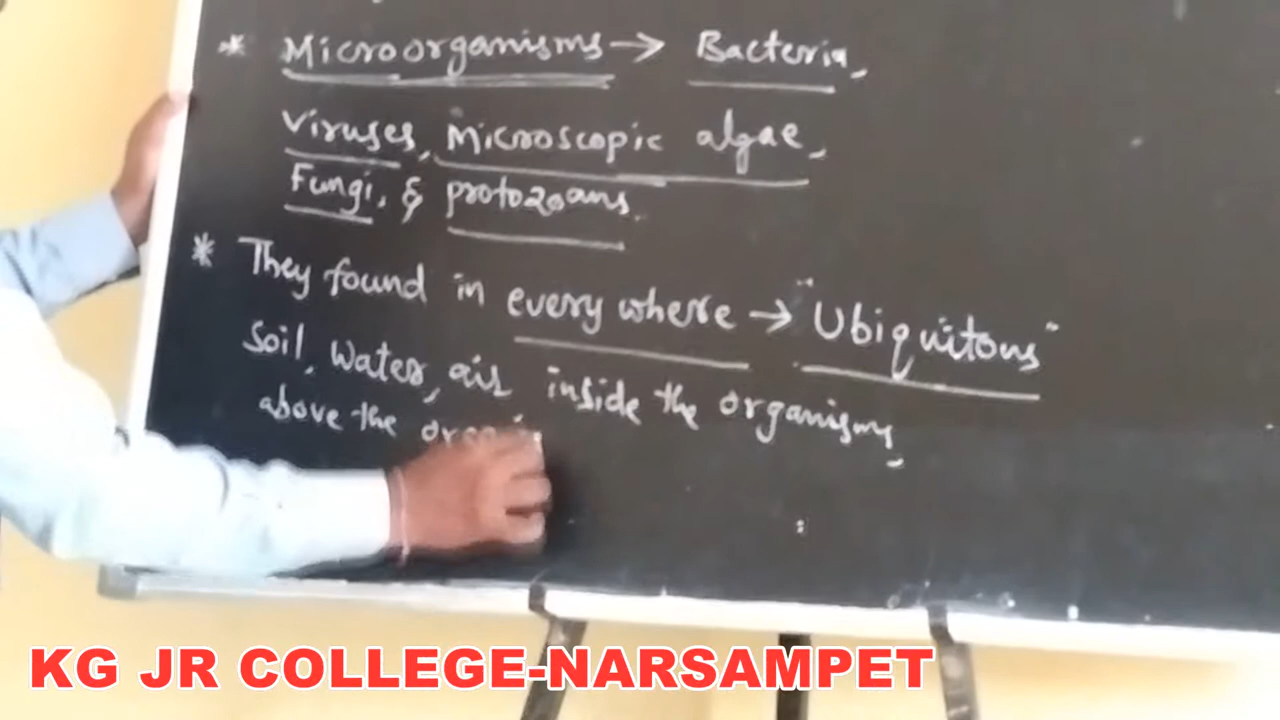 * Microorganisms → Bacteria,
Viruses, Microscopic algae,
Fungi, & protozoans.
* They found in every where → "Ubiquitous"
Soil, Water, air inside the organisms,
above the
KG JR COLLEGE-NARSAMPET